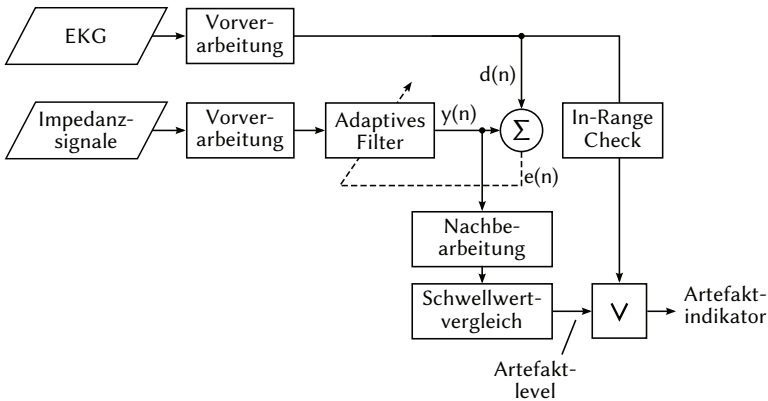 EKG
Vorver-
arbeitung
d(n)
Impedanz-
signale
Vorver-
arbeitung
Adaptives
Filter
y(n)
Σ
In-Range
Check
e(n)
Nachbe-
arbeitung
Schwellwert-
vergleich
V
Artefakt-
indikator
Artefakt-
level